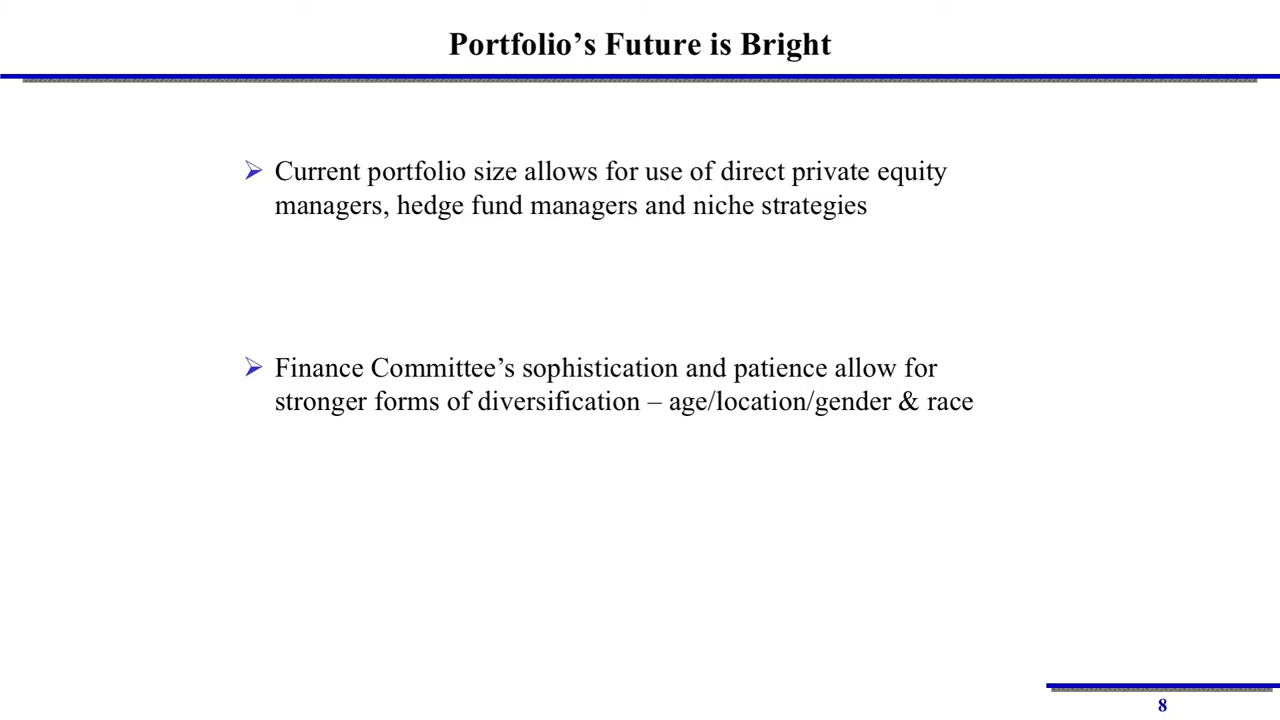 Portfolio’s Future is Bright
Current portfolio size allows for use of direct private equity
managers, hedge fund managers and niche strategies
Finance Committee’s sophistication and patience allow for
stronger forms of diversification – age/location/gender & race
8